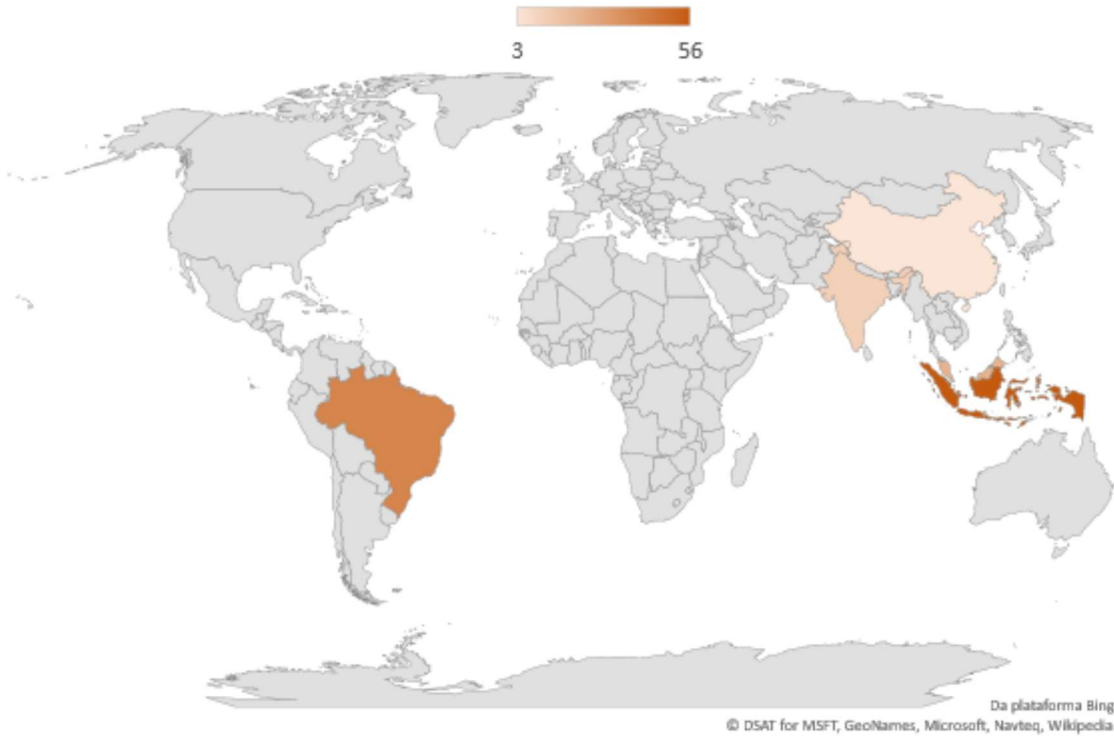 3 56
Da plataforma Bing
© DSAT for MSFT, GeoNames, Microsoft, Navteq, Wikipedia